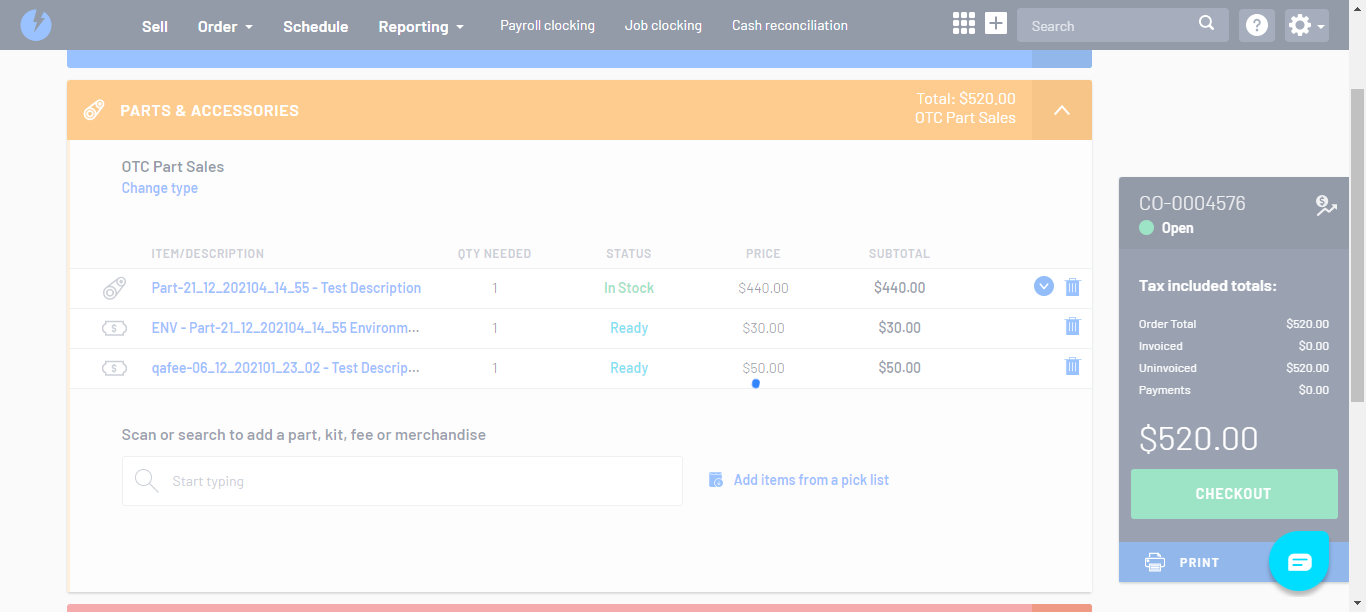 Sell Order Schedule Reporting Payroll clocking Job clocking Cash reconciliation Search ?
PARTS & ACCESSORIES
Total: $520.00
OTC Part Sales
OTC Part Sales
Change type
ITEM/DESCRIPTION QTY NEEDED STATUS PRICE SUBTOTAL
Part-21_12_202104_14_55 - Test Description 1 In Stock $440.00 $440.00
$ ENV - Part-21_12_202104_14_55 Environm... 1 Ready $30.00 $30.00
$ qafee-06_12_202101_23_02 - Test Descrip... 1 Ready $50.00 $50.00
Scan or search to add a part, kit, fee or merchandise
Start typing
Add items from a pick list
CO-0004576
$
Open
Tax included totals:
Order Total $520.00
Invoiced $0.00
Uninvoiced $520.00
Payments $0.00
$520.00
CHECKOUT
PRINT